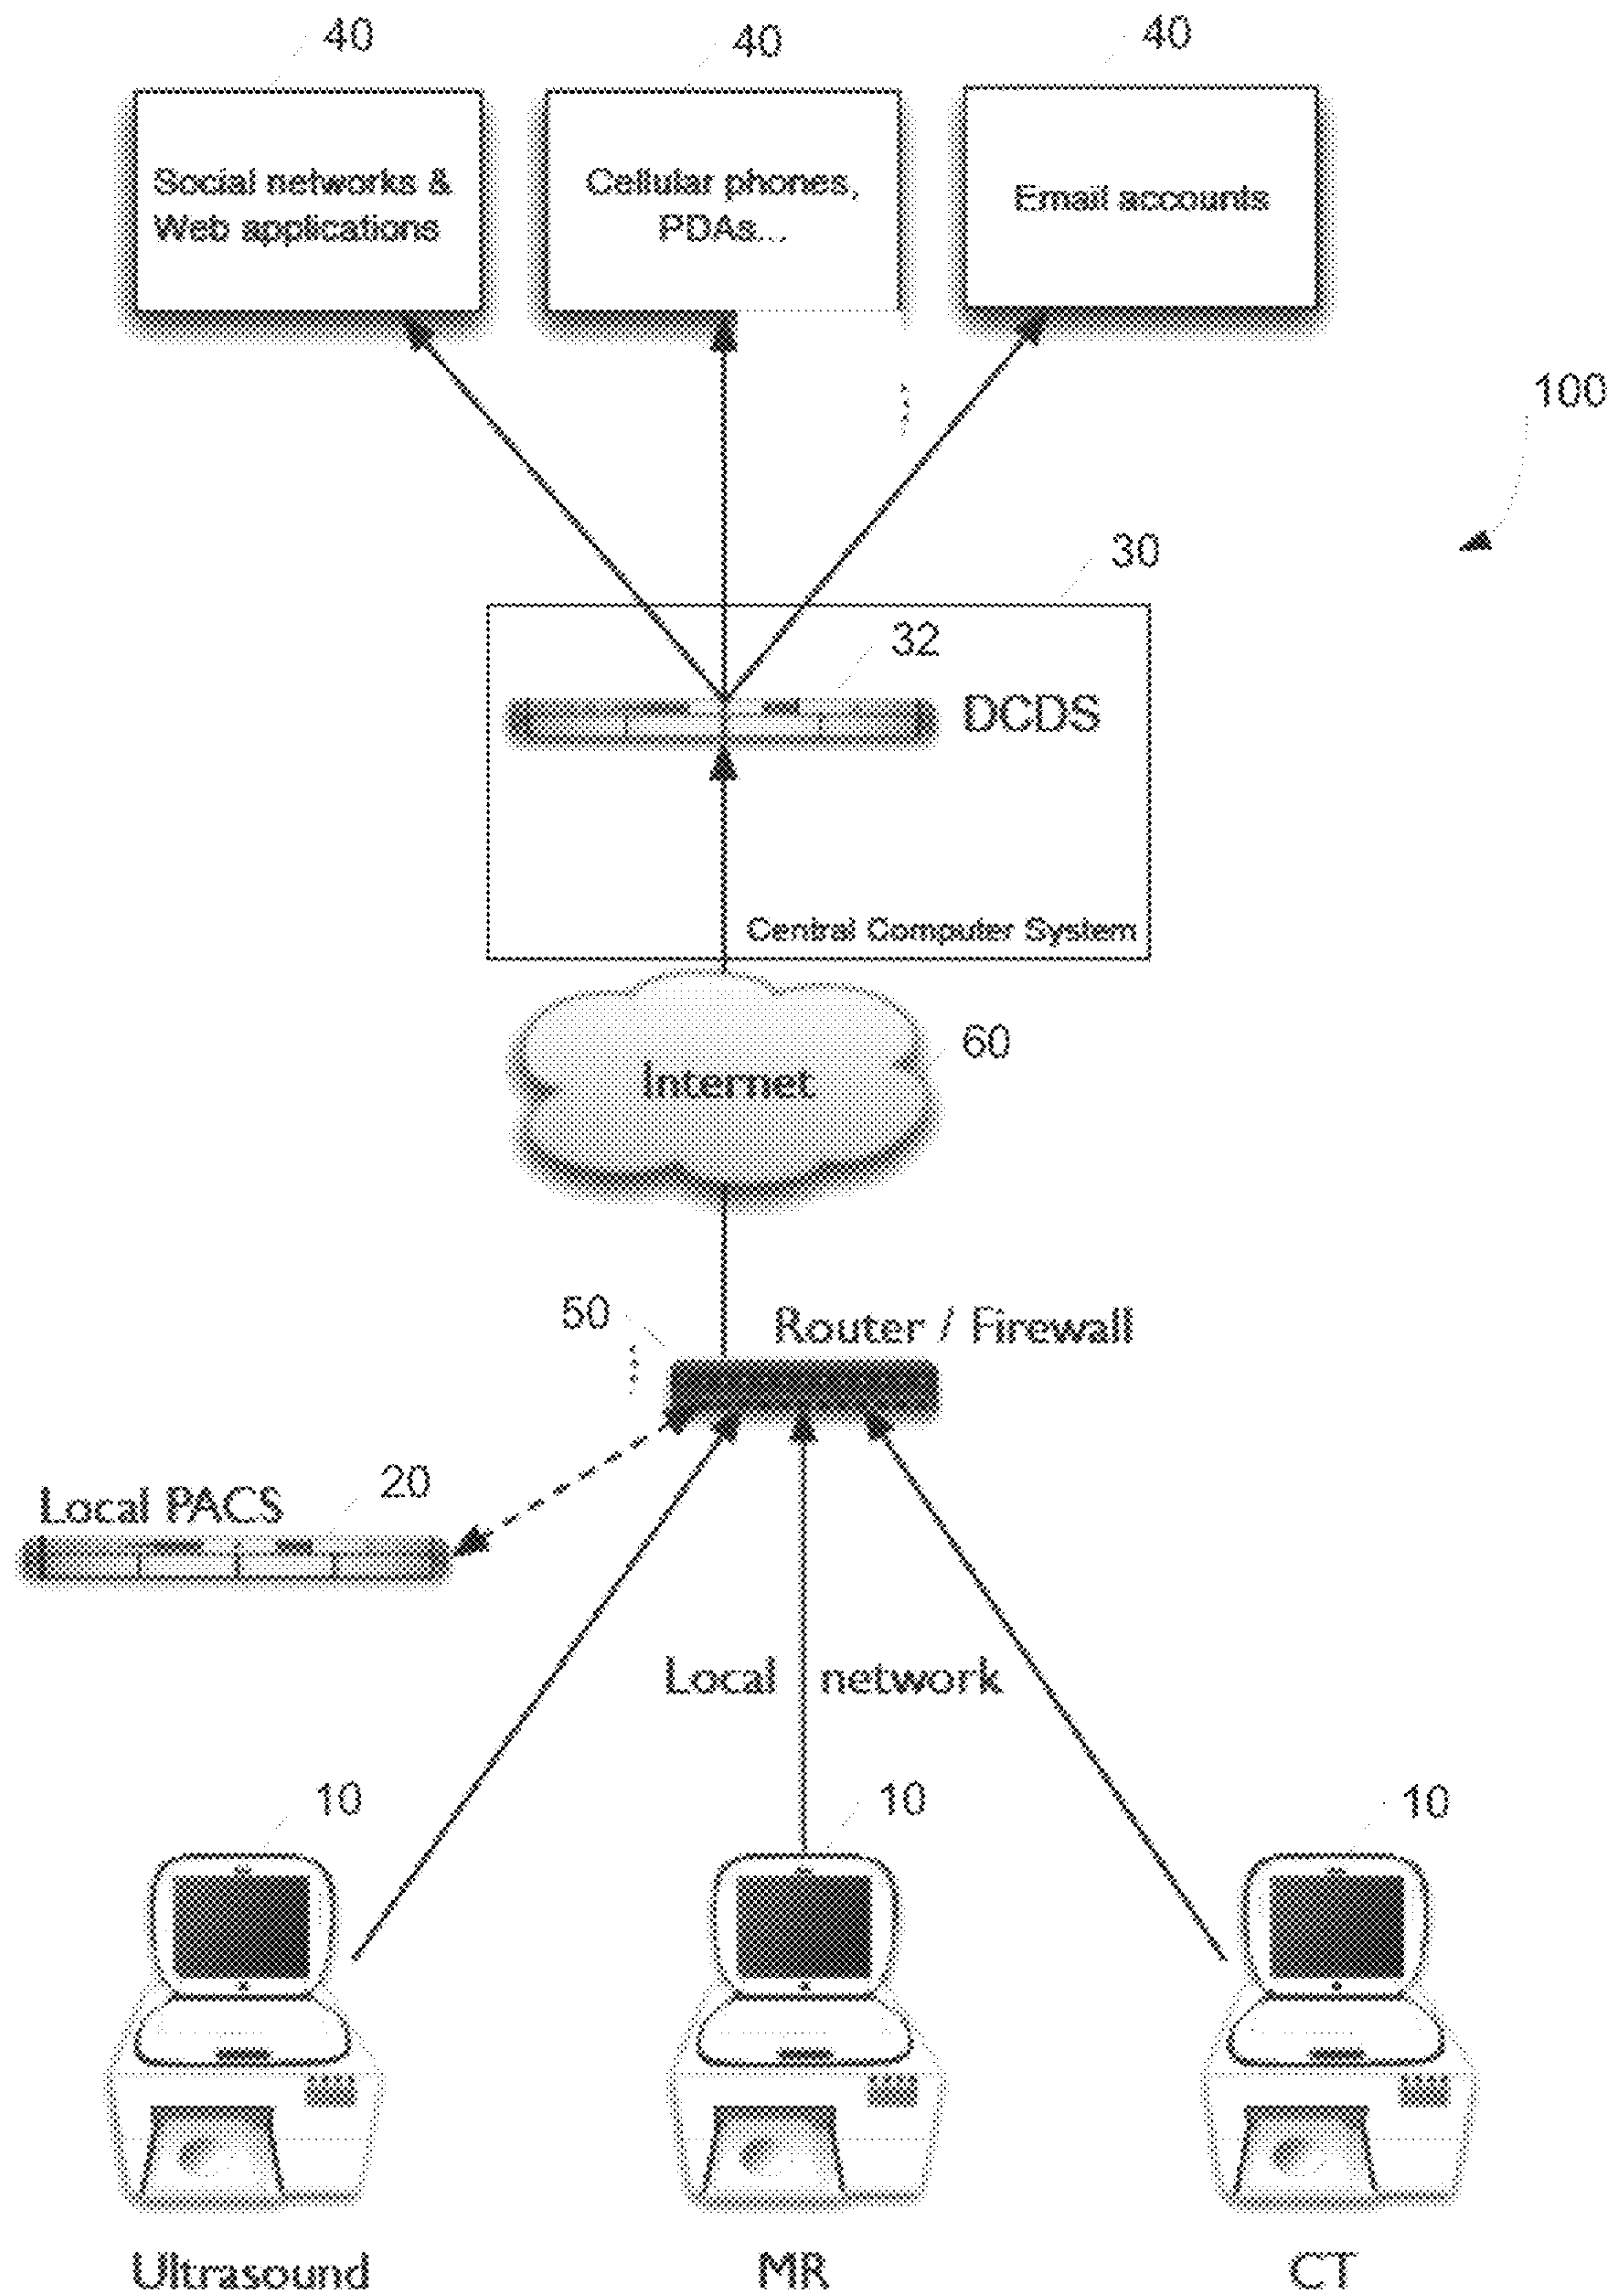 40
40
40
Social networks &
Web applications
Cellular phones,
PDAs...
Email accounts
100
30
32
DCDS
Central Computer System
60
Internet
50
Router / Firewall
Local PACS
20
Local network
10
10
10
Ultrasound
MR
CT